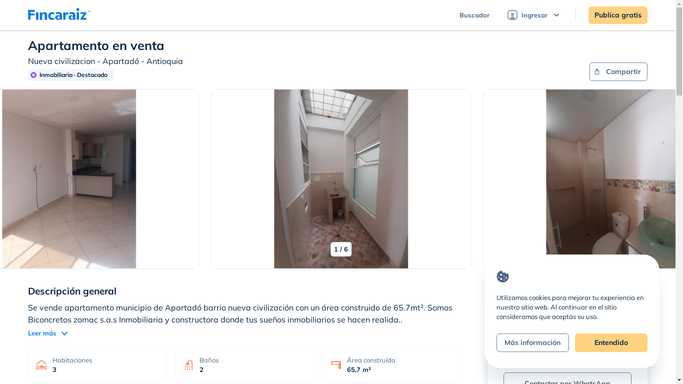 Fincaraiz
Buscador
Ingresar
Publica gratis
Apartamento en venta
Nueva civilizacion - Apartadó - Antioquia
Inmobiliaria · Destacado
Compartir
1 / 6
Descripción general
Se vende apartamento municipio de Apartadó barrio nueva civilización con un área construido de 65.7mt². Somos
Biconcretos zomac s.a.s Inmobiliaria y constructora donde tus sueños inmobiliarios se hacen realida..
Leer más
Habitaciones
3
Baños
2
Área construida
65,7 m²
Utilizamos cookies para mejorar tu experiencia en
nuestro sitio web. Al continuar en el sitio
consideramos que aceptas su uso.
Más información
Entendido
Contactar por WhatsApp